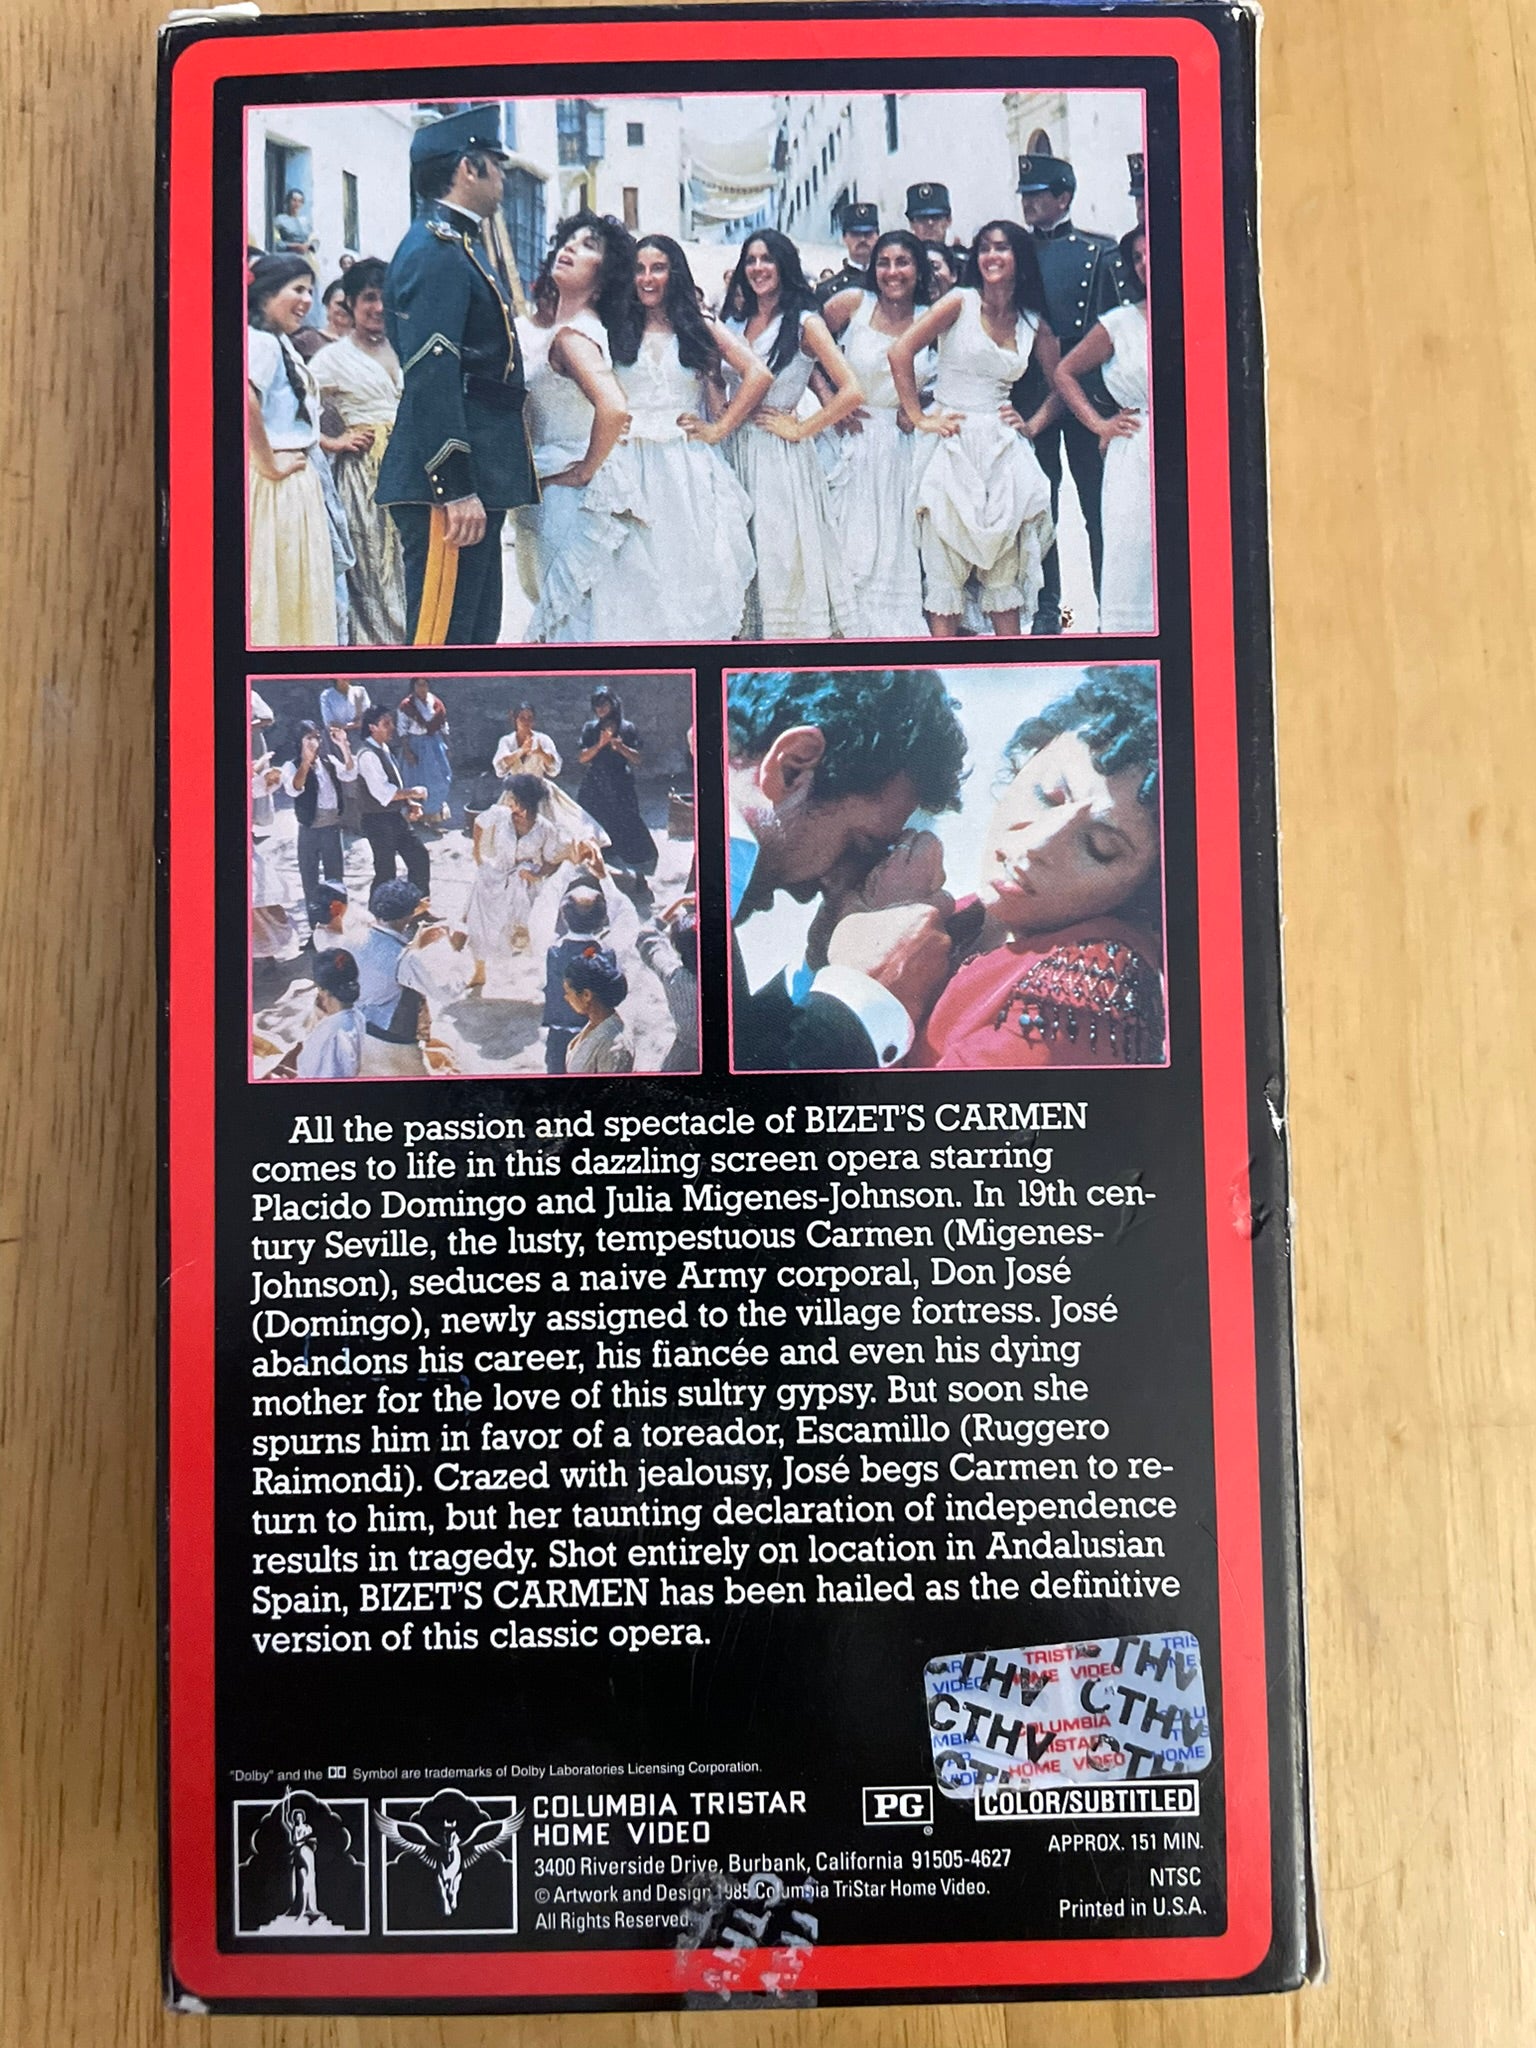 All the passion and spectacle of BIZET'S CARMEN
comes to life in this dazzling screen opera starring
Placido Domingo and Julia Migenes-Johnson. In 19th cen-
tury Seville, the lusty, tempestuous Carmen (Migenes-
Johnson), seduces a naive Army corporal, Don José
(Domingo), newly assigned to the village fortress. José
abandons his career, his fiancée and even his dying
mother for the love of this sultry gypsy. But soon she
spurns him in favor of a toreador, Escamillo (Ruggero
Raimondi). Crazed with jealousy, José begs Carmen to re-
turn to him, but her taunting declaration of independence
results in tragedy. Shot entirely on location in Andalusian
Spain, BIZET'S CARMEN has been hailed as the definitive
version of this classic opera.
TRISTAR
HOME VIDEO
CTHV
CTHV
COLUMBIA
TRISTAR
HOME VIDEO
"Dolby" and the Symbol are trademarks of Dolby Laboratories Licensing Corporation.
COLUMBIA TRISTAR
HOME VIDEO
3400 Riverside Drive, Burbank, California 91505-4627
© Artwork and Design 1985 Columbia TriStar Home Video.
All Rights Reserved.
PG
COLOR/SUBTITLED
APPROX. 151 MIN.
NTSC
Printed in U.S.A.